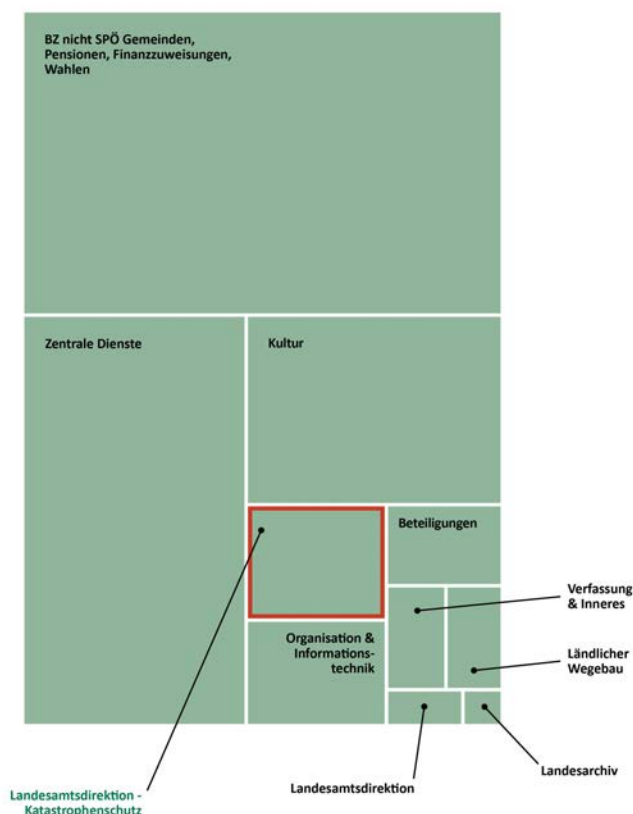 BZ nicht SPÖ Gemeinden,
Pensionen, Finanzzuweisungen,
Wahlen
Zentrale Dienste
Kultur
Beteiligungen
Verfassung
& Inneres
Organisation &
Informations-
technik
Ländlicher
Wegebau
Landesarchiv
Landesamtsdirektion
Landesamtsdirektion -
Katastrophenschutz